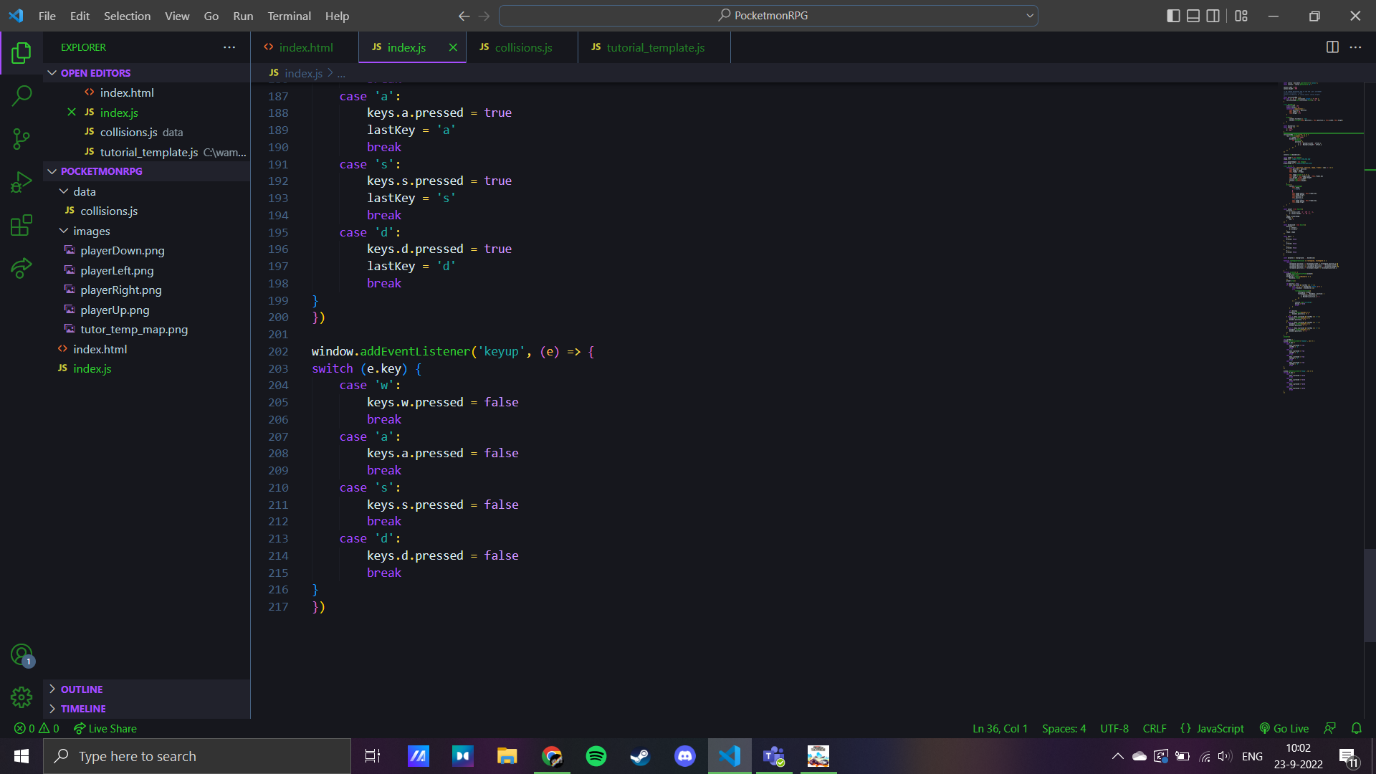 File Edit Selection View Go Run Terminal Help
PocketmonRPG
EXPLORER
OPEN EDITORS
index.html
index.js
collisions.js data
tutorial_template.js C:\wam...
POCKETMONRPG
data
collisions.js
images
playerDown.png
playerLeft.png
playerRight.png
playerUp.png
tutor_temp_map.png
index.html
index.js
OUTLINE
TIMELINE
index.html JS index.js JS collisions.js JS tutorial_template.js
JS index.js > ...
187 case 'a':
188 keys.a.pressed = true
189 lastKey = 'a'
190 break
191 case 's':
192 keys.s.pressed = true
193 lastKey = 's'
194 break
195 case 'd':
196 keys.d.pressed = true
197 lastKey = 'd'
198 break
199 }
200 })
201
202 window.addEventListener('keyup', (e) => {
203 switch (e.key) {
204 case 'w':
205 keys.w.pressed = false
206 break
207 case 'a':
208 keys.a.pressed = false
209 break
210 case 's':
211 keys.s.pressed = false
212 break
213 case 'd':
214 keys.d.pressed = false
215 break
216 }
217 })
0 0 Live Share
Ln 36, Col 1 Spaces: 4 UTF-8 CRLF {} JavaScript Go Live
Type here to search
ENG
10:02
23-9-2022
11